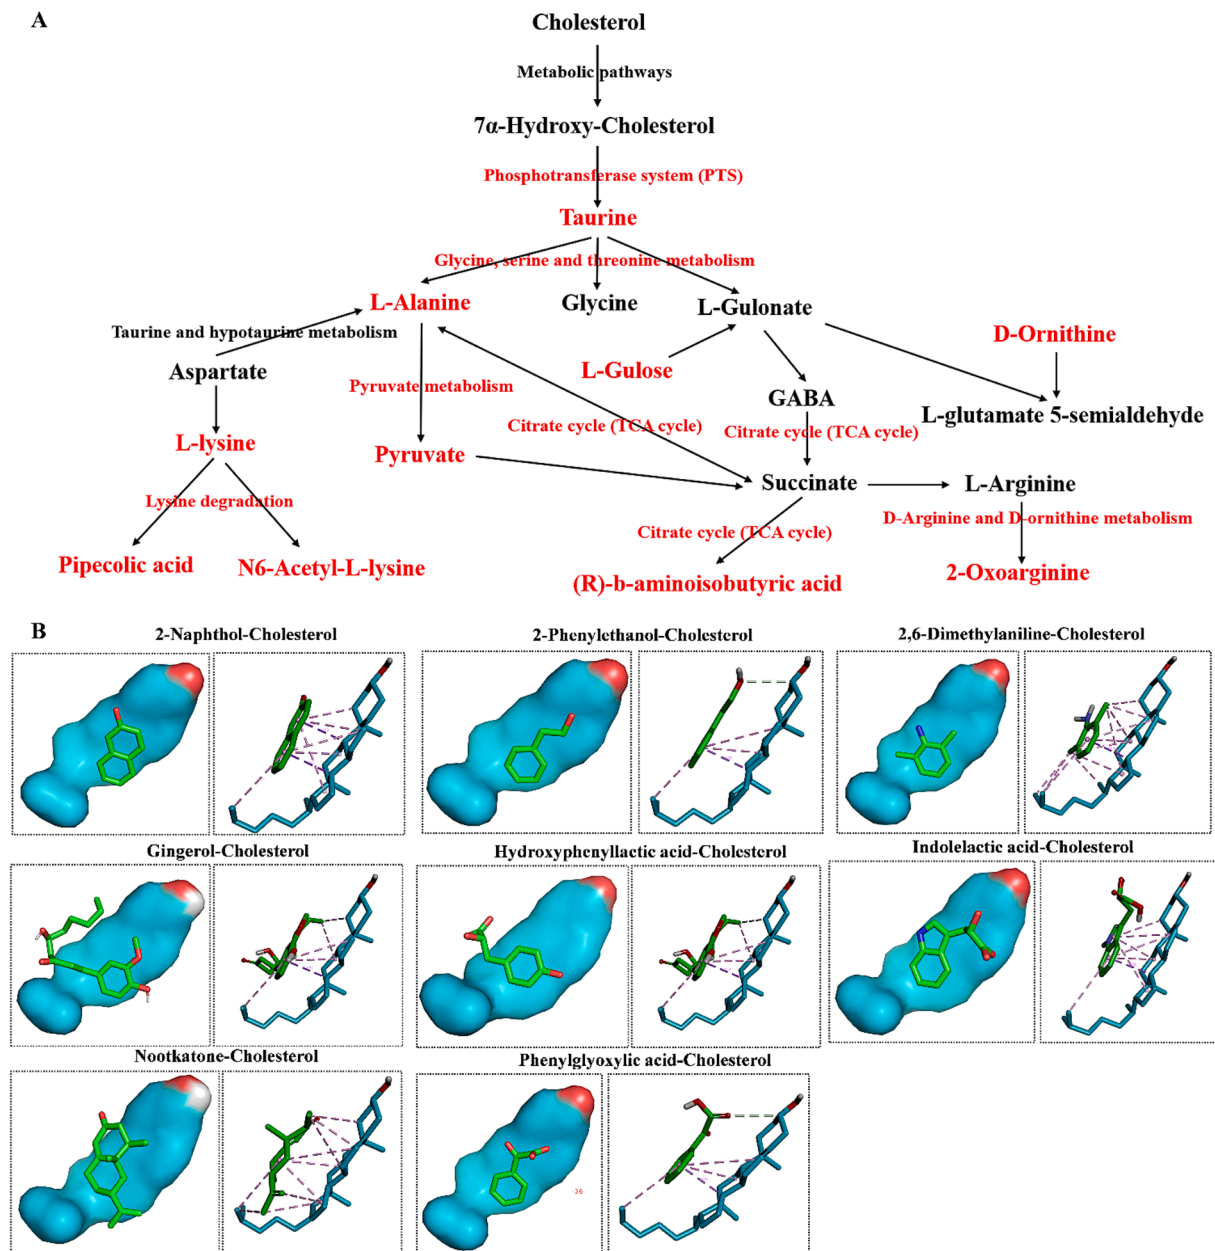 A
Cholesterol
Metabolic pathways
7α-Hydroxy-Cholesterol
Phosphotransferase system (PTS)
Taurine
Glycine, serine and threonine metabolism
L-Alanine
Glycine
L-Gulonate
Taurine and hypotaurine metabolism
D-Ornithine
Aspartate
Pyruvate metabolism
L-Gulose
GABA
L-glutamate 5-semialdehyde
Citrate cycle (TCA cycle)
Citrate cycle (TCA cycle)
L-lysine
Pyruvate
Succinate
L-Arginine
Lysine degradation
Citrate cycle (TCA cycle)
D-Arginine and D-ornithine metabolism
Pipecolic acid
N6-Acetyl-L-lysine
(R)-b-aminoisobutyric acid
2-Oxoarginine
B
2-Naphthol-Cholesterol
2-Phenylethanol-Cholesterol
2,6-Dimethylaniline-Cholesterol
Gingerol-Cholesterol
Hydroxyphenyllactic acid-Cholesterol
Indolelactic acid-Cholesterol
Nootkatone-Cholesterol
Phenylglyoxylic acid-Cholesterol
3.6